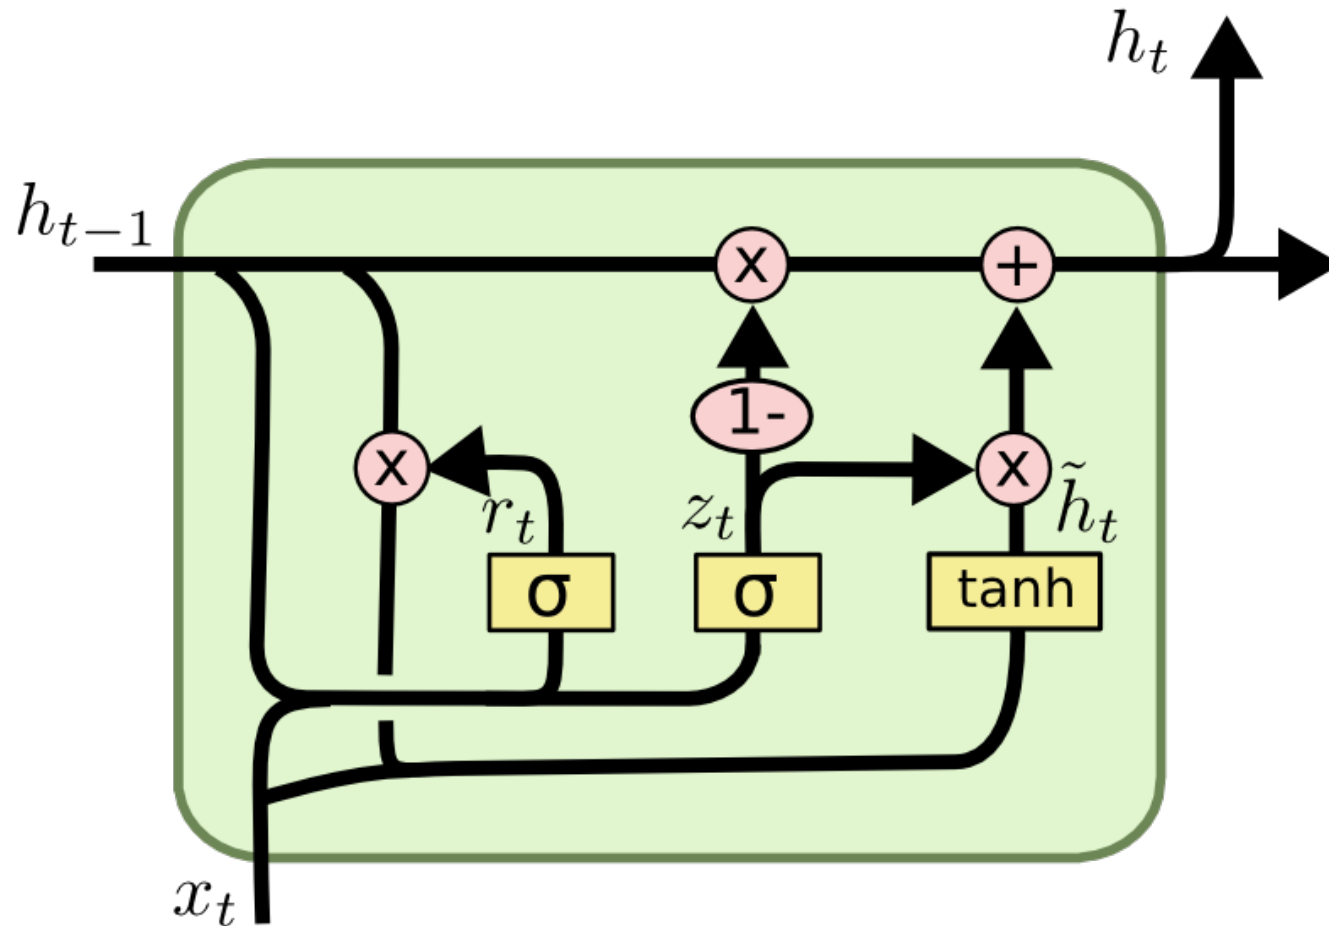 h_t
h_{t-1}
x +
1-
x x
r_t z_t h̃_t
σ σ tanh
x_t